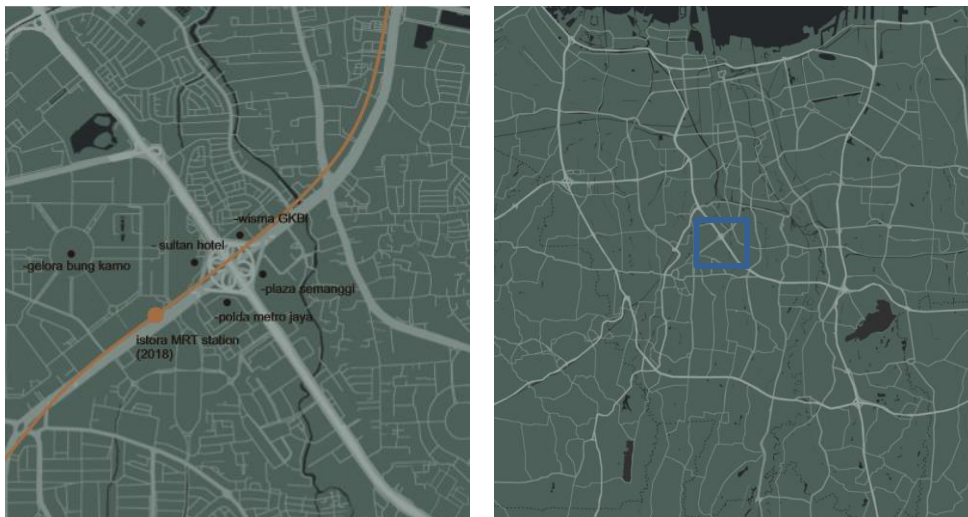 -wisma GKBI
- sultan hotel
-gelora bung karno
-plaza semanggi
-polda metro jaya
istora MRT station
(2018)